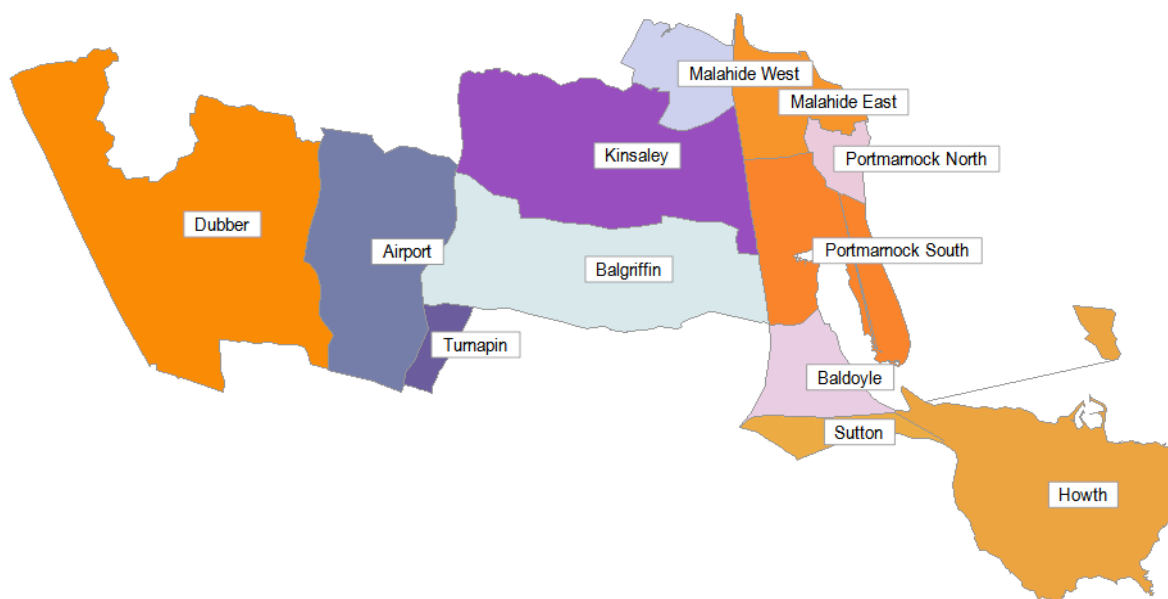 Malahide West
Malahide East
Kinsaley
Portmarnock North
Dubber
Airport
Portmarnock South
Balgriffin
Turnapin
Baldoyle
Sutton
Howth